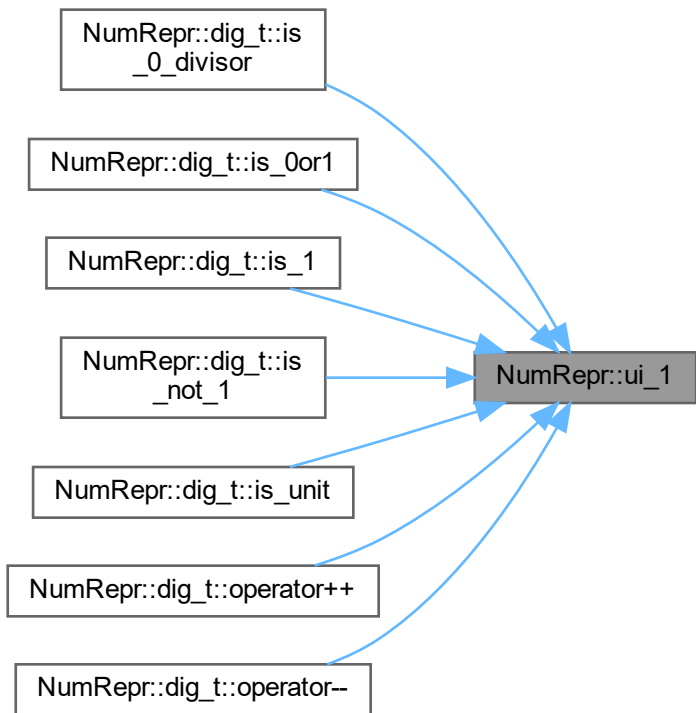 NumRepr::dig_t::is
_0_divisor
NumRepr::dig_t::is_0or1
NumRepr::dig_t::is_1
NumRepr::dig_t::is
_not_1
NumRepr::ui_1
NumRepr::dig_t::is_unit
NumRepr::dig_t::operator++
NumRepr::dig_t::operator--